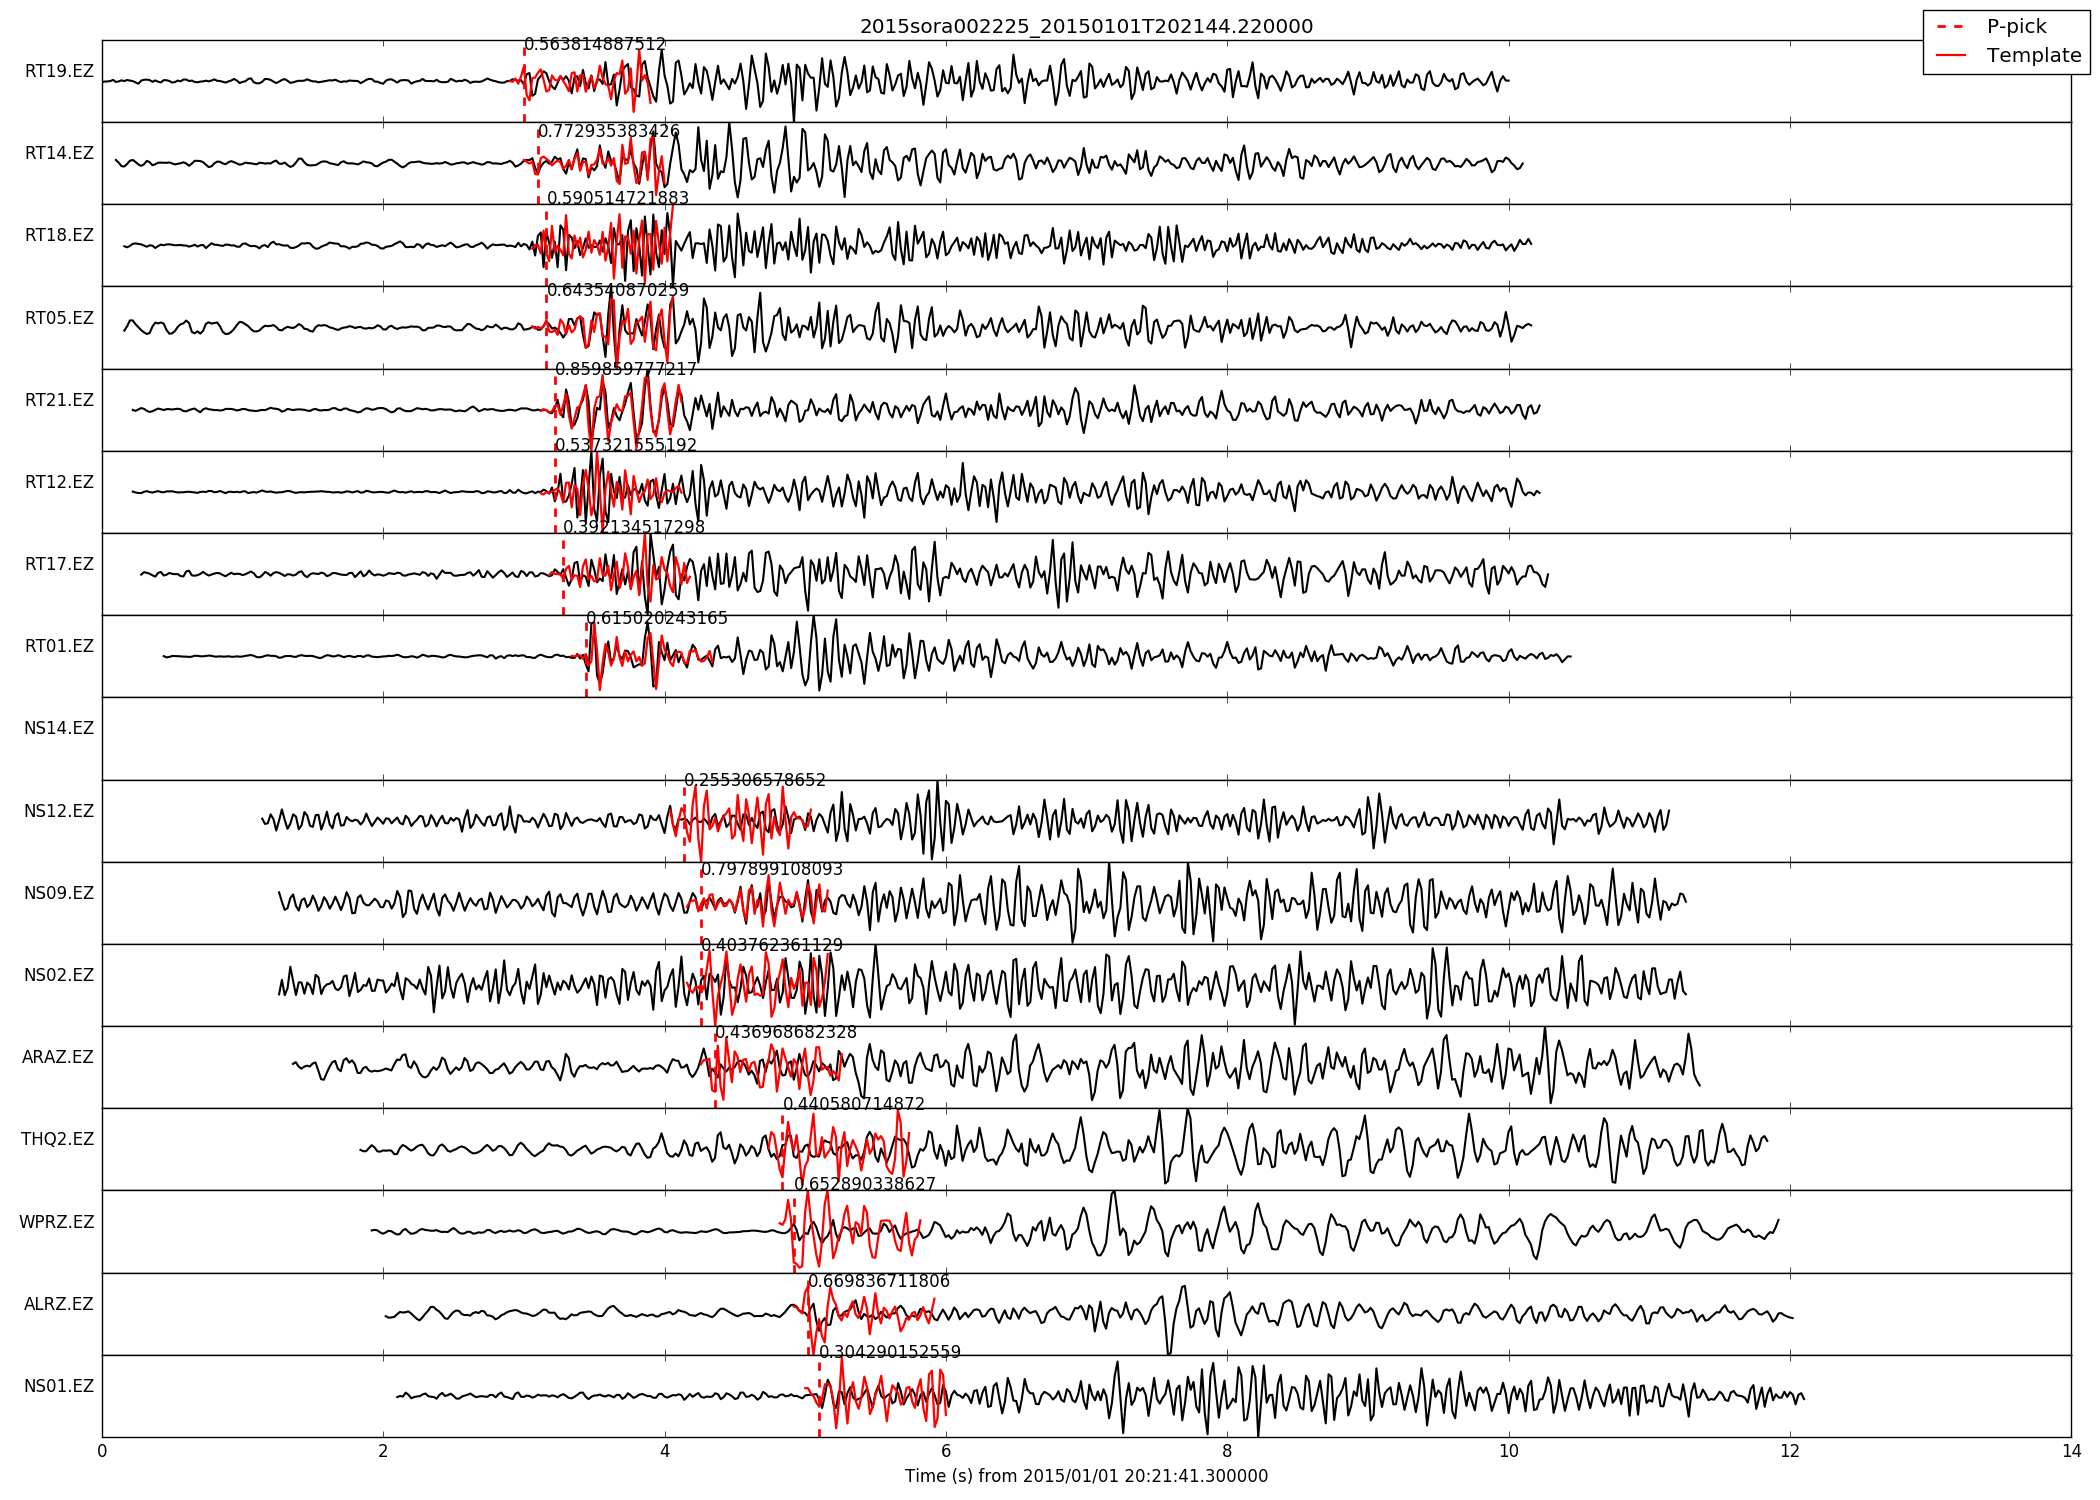 2015sora002225_20150101T202144.220000
P-pick
Template
RT19.EZ
0.563814887512
RT14.EZ
0.772935383426
RT18.EZ
0.590514721883
RT05.EZ
0.643540870259
RT21.EZ
0.859859777217
RT12.EZ
0.537321555192
RT17.EZ
0.392134517298
RT01.EZ
0.615020243165
NS14.EZ
NS12.EZ
0.255306578652
NS09.EZ
0.797899108093
NS02.EZ
0.403762361129
ARAZ.EZ
0.436968682328
THQ2.EZ
0.440580714872
WPRZ.EZ
0.652890338627
ALRZ.EZ
0.669836711806
NS01.EZ
0.304290152559
0 2 4 6 8 10 12 14
Time (s) from 2015/01/01 20:21:41.300000